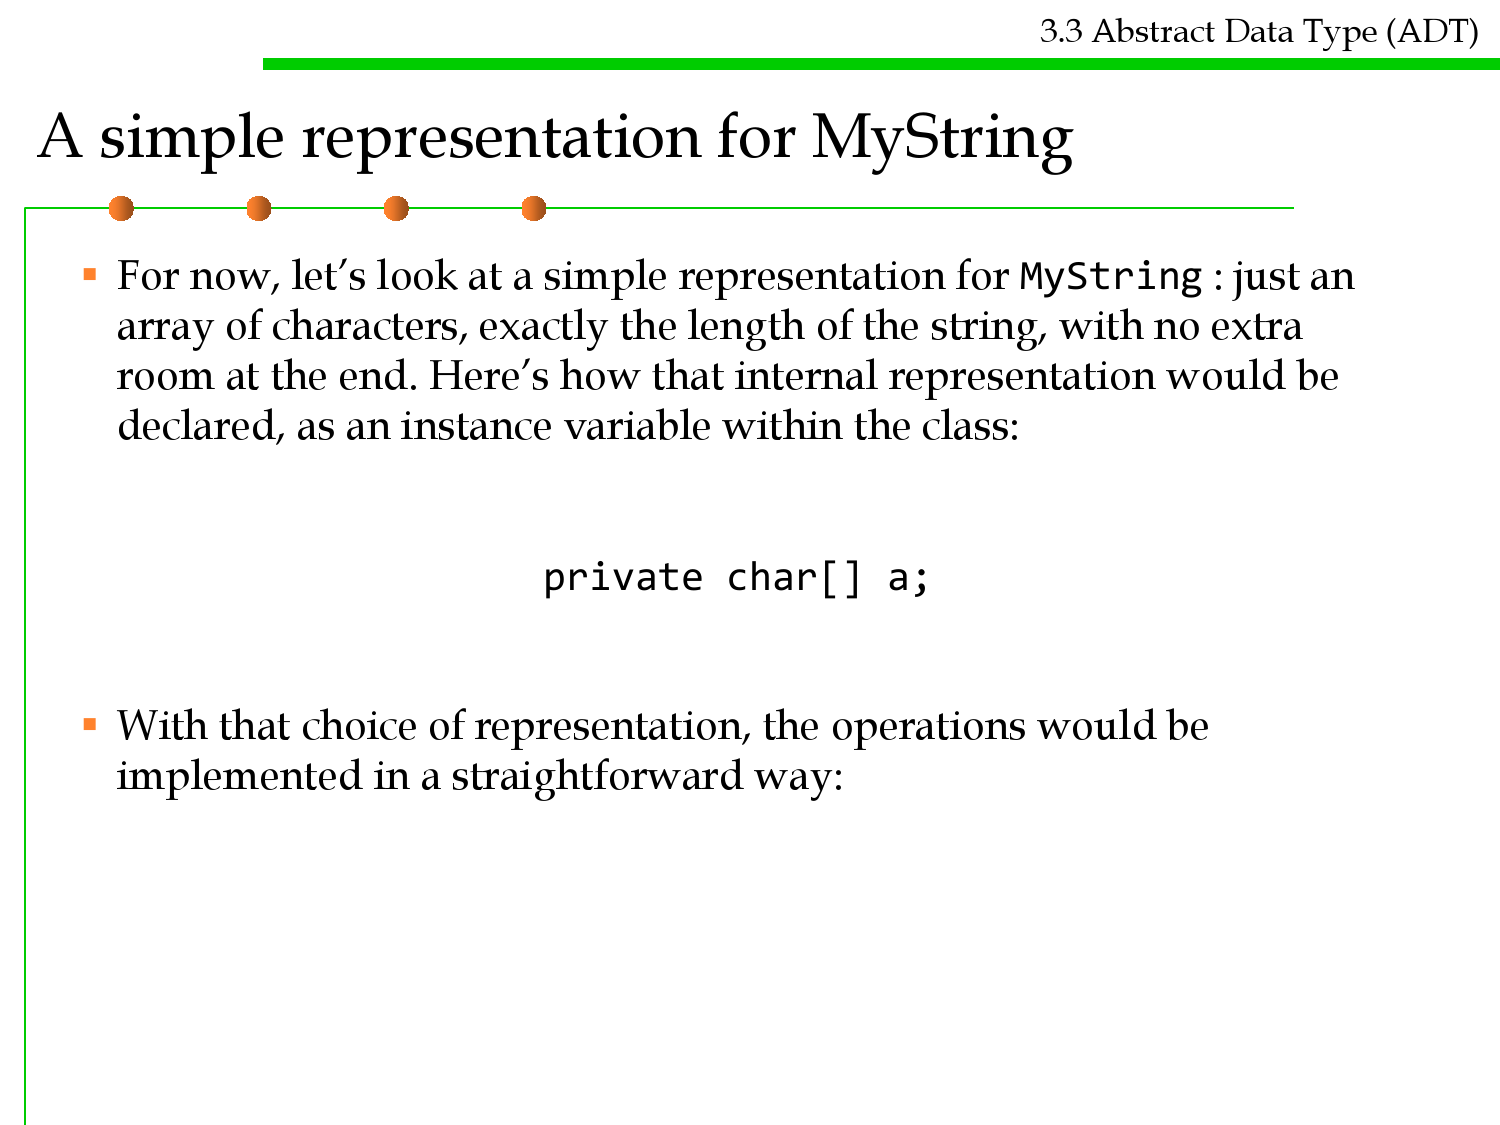 3.3 Abstract Data Type (ADT)
A simple representation for MyString
▪ For now, let’s look at a simple representation for MyString : just an
array of characters, exactly the length of the string, with no extra
room at the end. Here’s how that internal representation would be
declared, as an instance variable within the class:
private char[] a;
▪ With that choice of representation, the operations would be
implemented in a straightforward way: